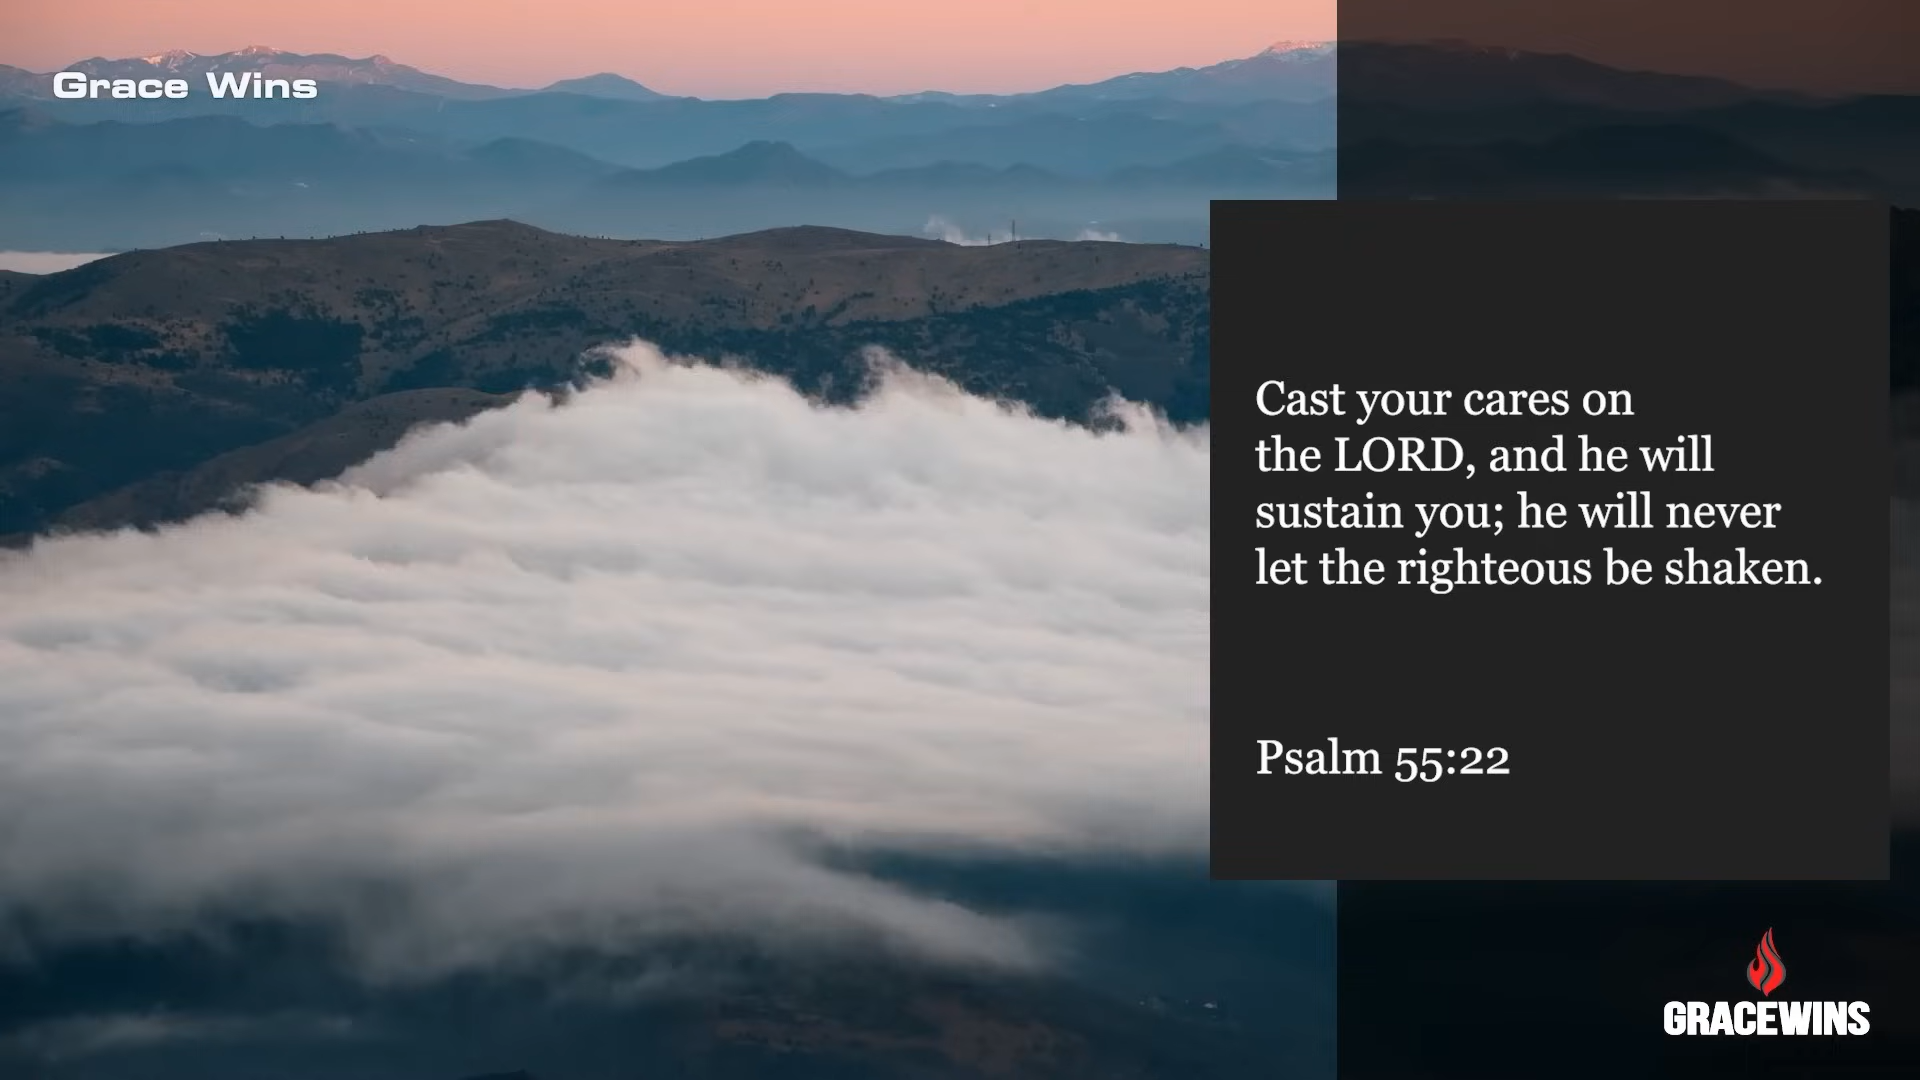 Grace Wins
Cast your cares on
the LORD, and he will
sustain you; he will never
let the righteous be shaken.
Psalm 55:22
GRACEWINS